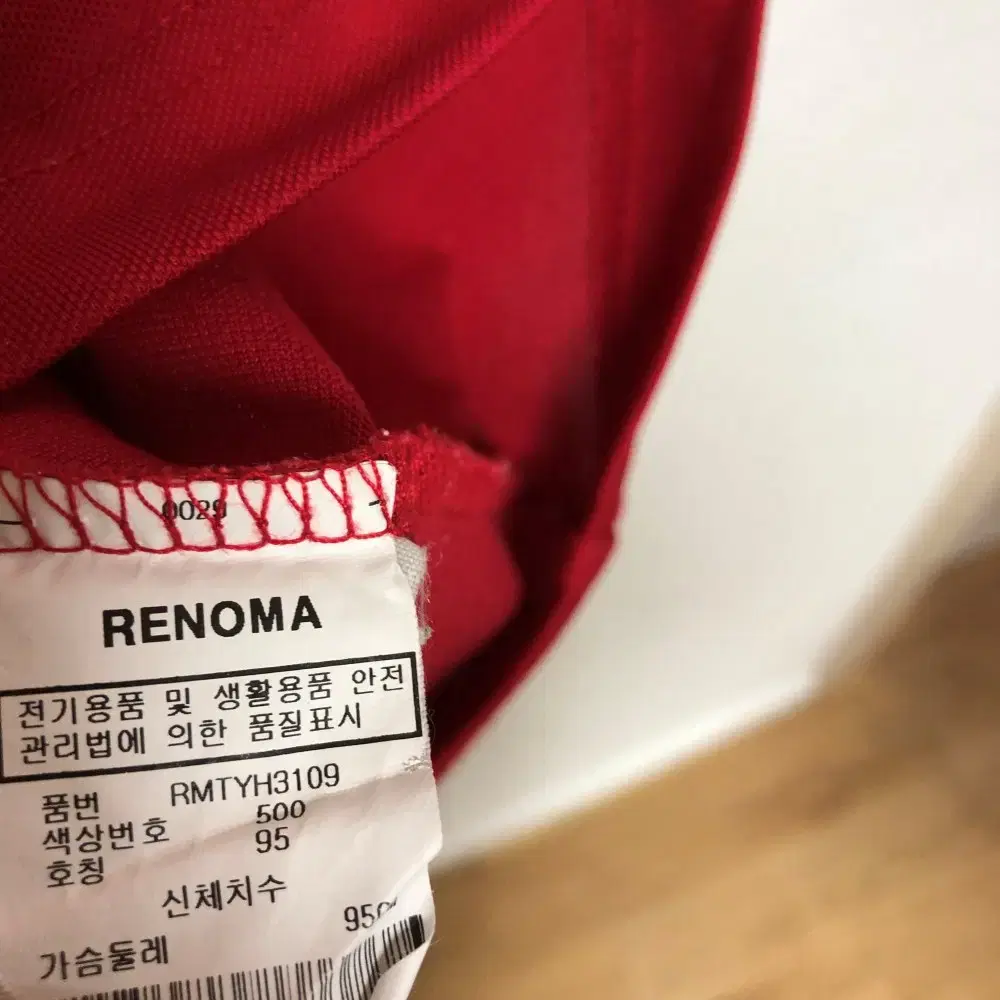 0029
RENOMA
전기용품 및 생활용품 안전
관리법에 의한 품질표시
품번 RMTYH3109
색상번호 500
호칭 95
신체치수
가슴둘레